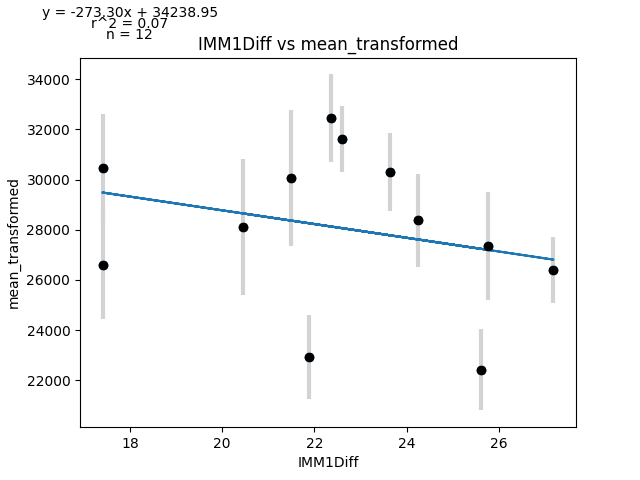 y = -273.30x + 34238.95
r^2 = 0.07
n = 12
IMM1Diff vs mean_transformed
34000
32000
30000
28000
26000
24000
22000
mean_transformed
18 20 22 24 26
IMM1Diff